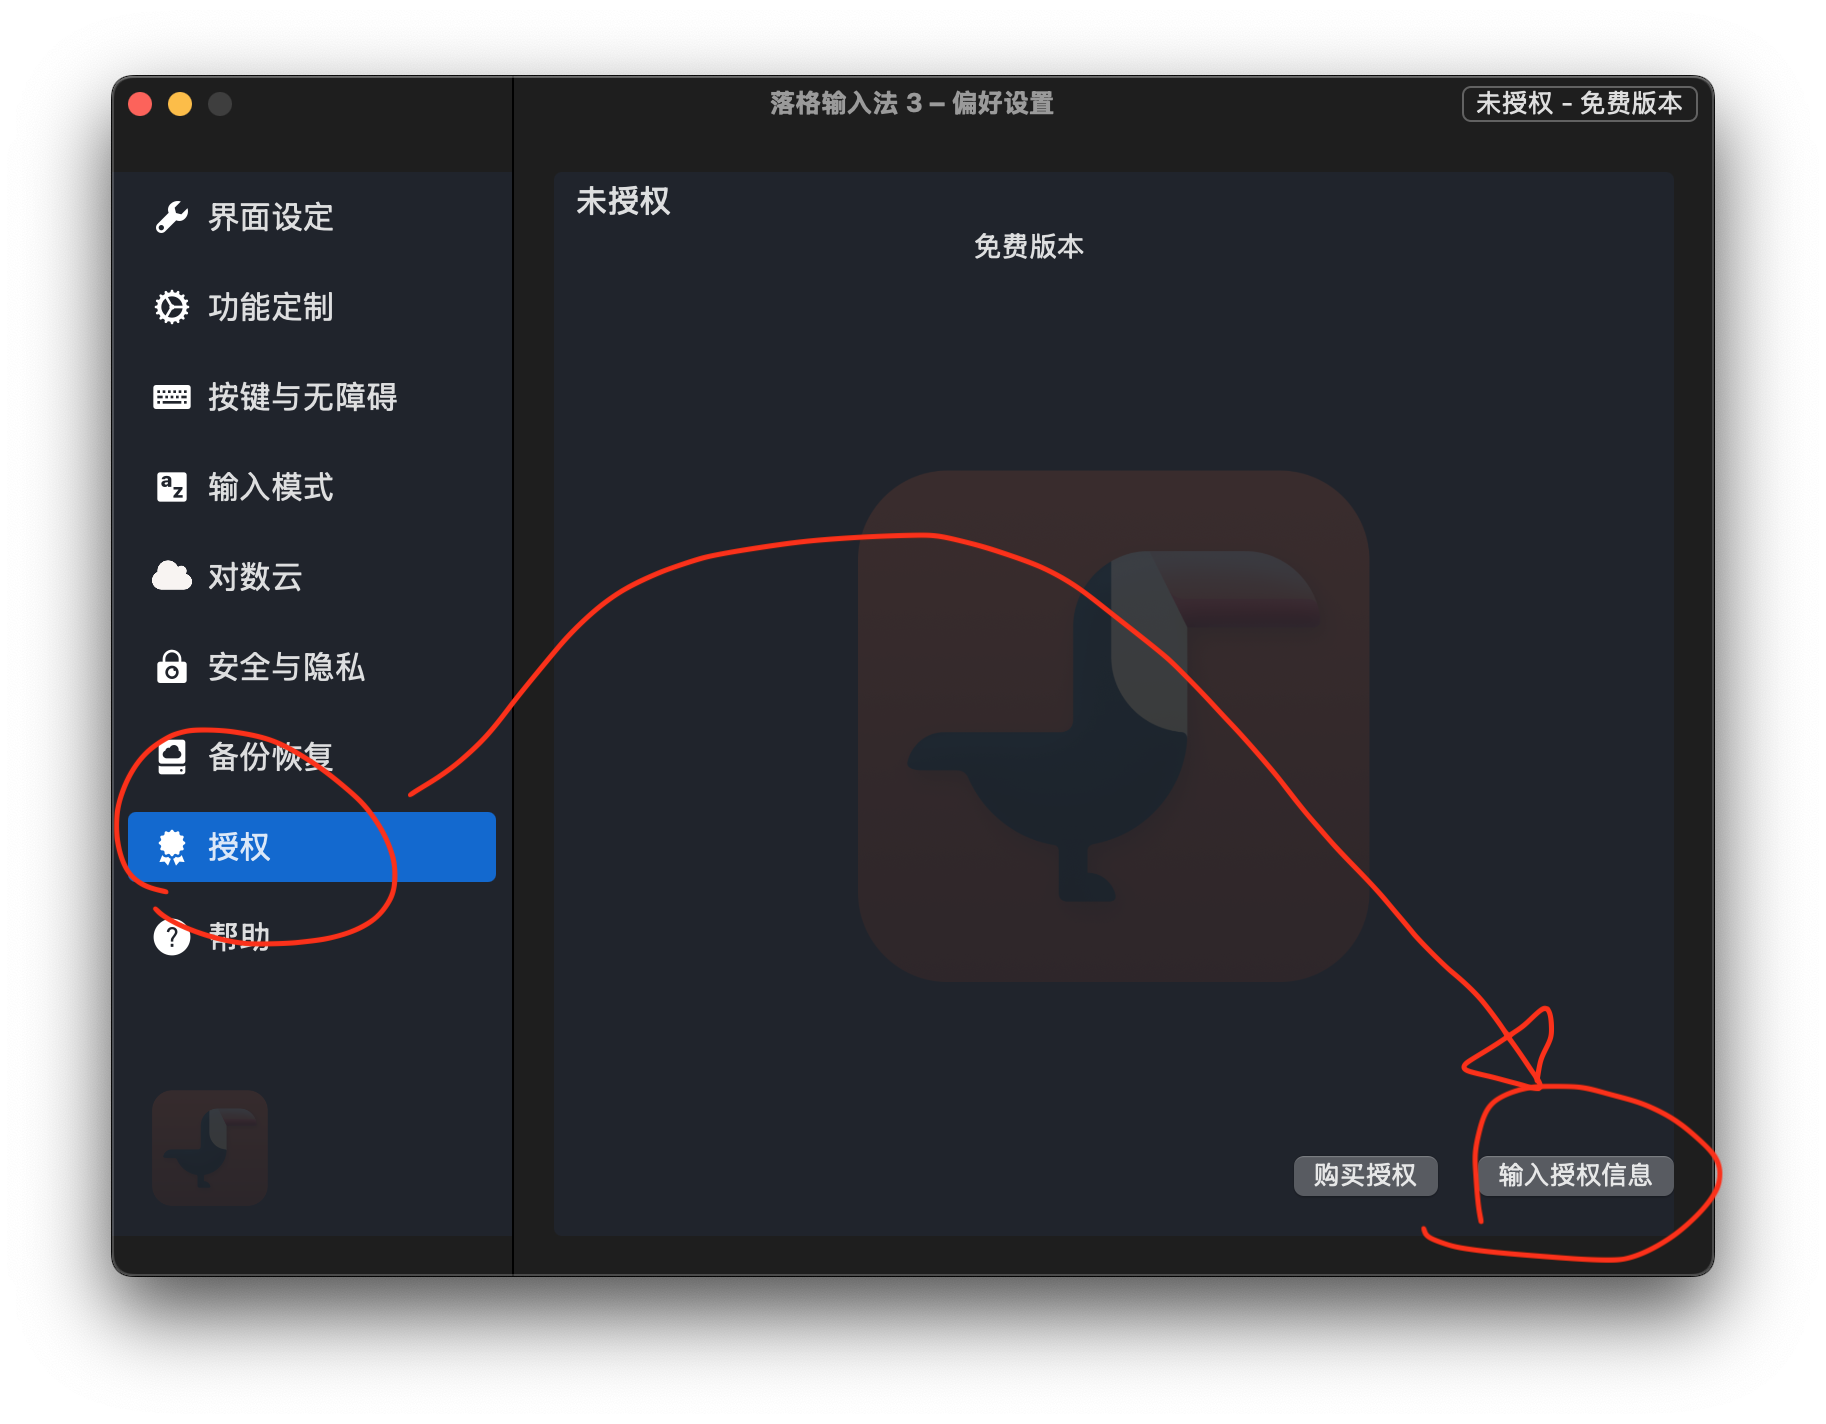 落格输入法 3 – 偏好设置
未授权 - 免费版本
界面设定
功能定制
按键与无障碍
输入模式
对数云
安全与隐私
备份恢复
授权
帮助
未授权
免费版本
购买授权
输入授权信息